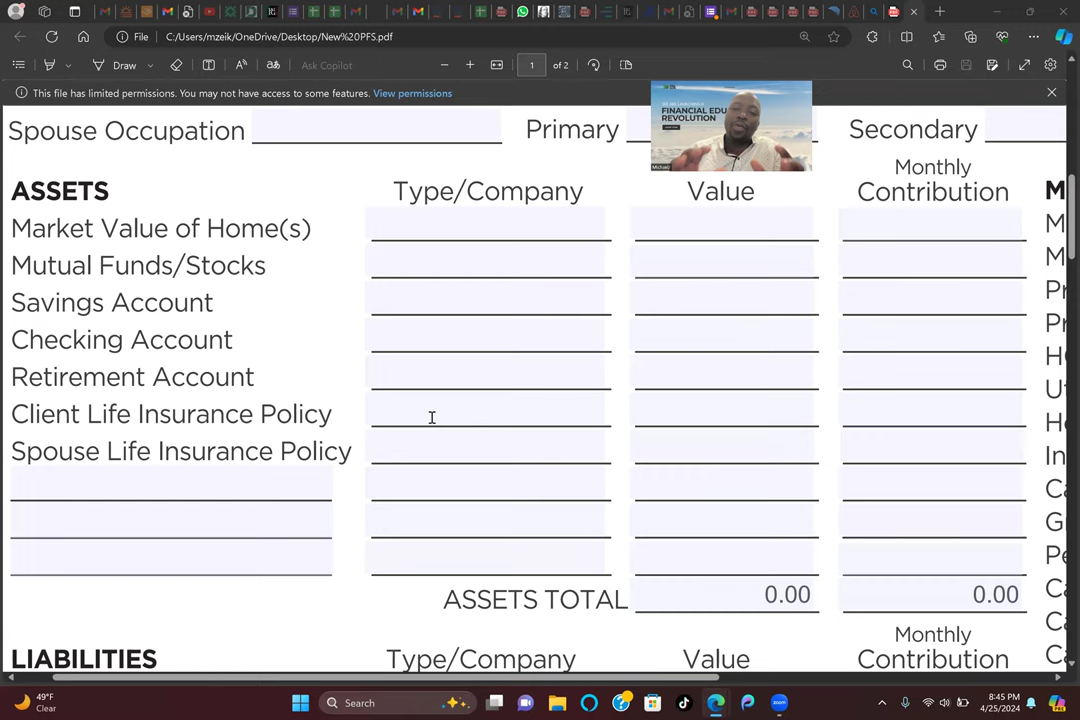 File C:/Users/mzeik/OneDrive/Desktop/New%20PFS.pdf
Draw Ask Copilot 1 of 2
This file has limited permissions. You may not have access to some features. View permissions
FINANCIAL EDU
REVOLUTION
Spouse Occupation Primary Secondary
ASSETS Type/Company Value Monthly Contribution M
Market Value of Home(s) M
Mutual Funds/Stocks M
Savings Account Pr
Checking Account Pr
Retirement Account H
Client Life Insurance Policy Ut
Spouse Life Insurance Policy In
ASSETS TOTAL 0.00 0.00
LIABILITIES Type/Company Value Monthly Contribution
49°F
Clear
Search
8:45 PM
4/25/2024